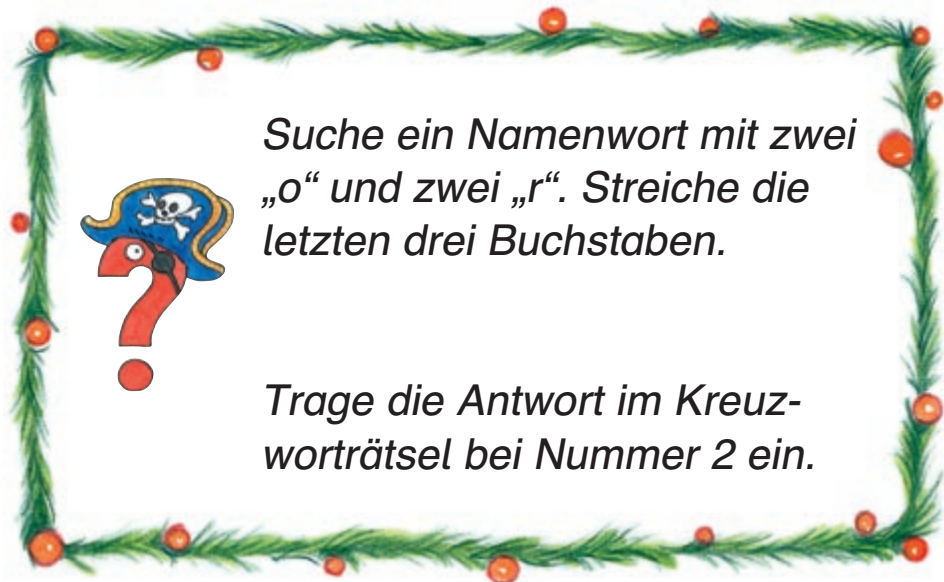 Suche ein Namenwort mit zwei
„o“ und zwei „r“. Streiche die
letzten drei Buchstaben.
Trage die Antwort im Kreuz-
worträtsel bei Nummer 2 ein.